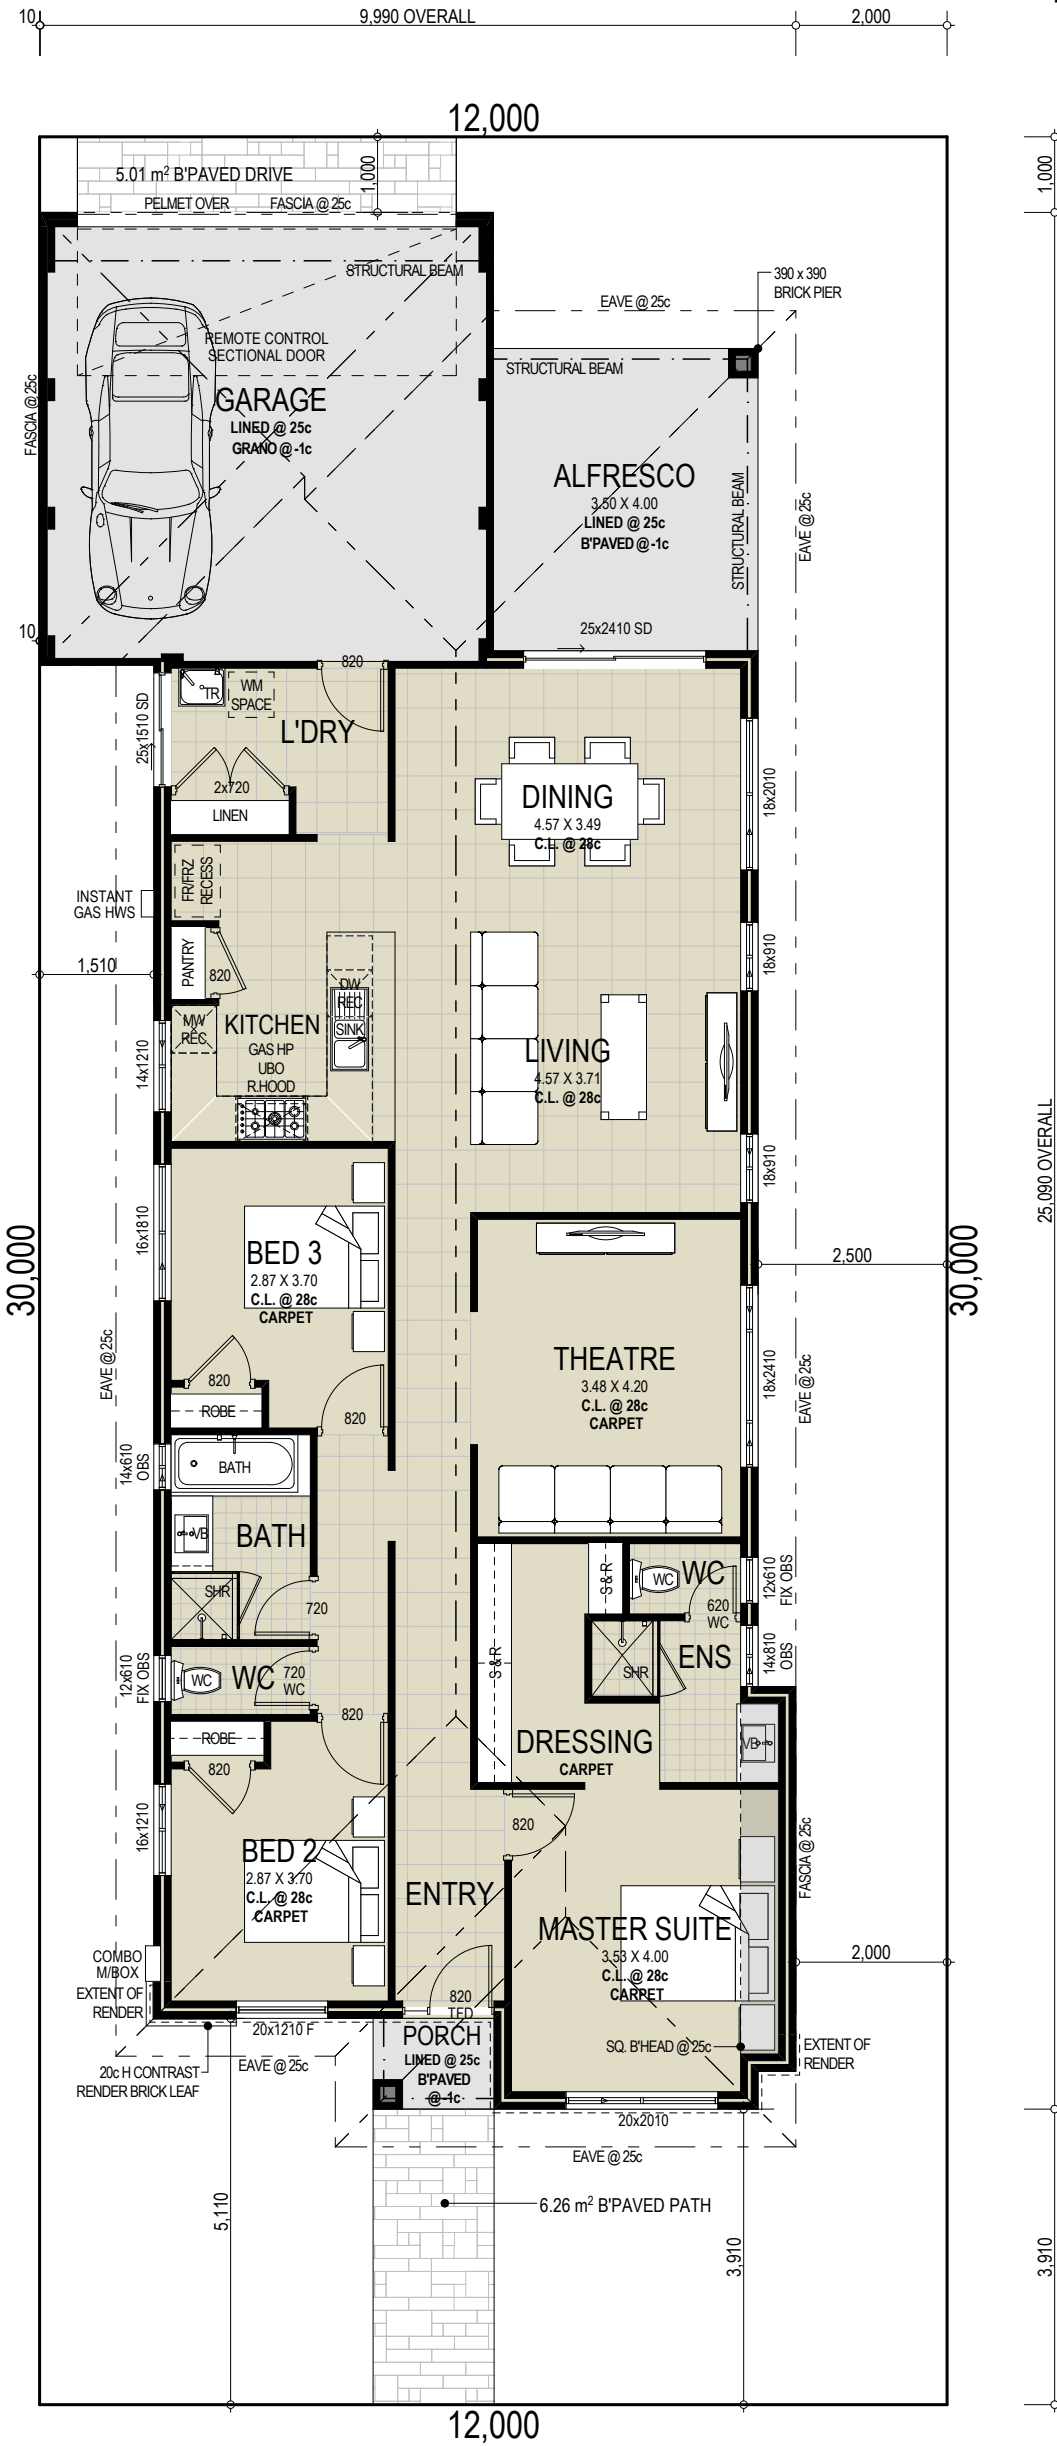 10
9,990 OVERALL
2,000
12,000
5.01 m² B'PAVED DRIVE
1,000
1,000
PELMET OVER
FASCIA @ 25c
STRUCTURAL BEAM
390 x 390
BRICK PIER
EAVE @ 25c
REMOTE CONTROL
SECTIONAL DOOR
STRUCTURAL BEAM
FASCIA @ 25c
GARAGE
LINED @ 25c
GRANO @ -1c
ALFRESCO
3.50 X 4.00
LINED @ 25c
B'PAVED @ -1c
STRUCTURAL BEAM
EAVE @ 25c
10
25x2410 SD
820
TR
WM
SPACE
25x1510 SD
L'DRY
2x720
LINEN
DINING
4.57 X 3.49
C.L. @ 28c
18x2010
FR/FRZ
RECESS
INSTANT
GAS HWS
PANTRY
820
1,510
18x910
DW
REC
SINK
MW
REC
KITCHEN
GAS HP
UBO
R.HOOD
14x1210
LIVING
4.57 X 3.71
C.L. @ 28c
18x910
25,090 OVERALL
16x1810
BED 3
2.87 X 3.70
C.L. @ 28c
CARPET
30,000
2,500
30,000
EAVE @ 25c
820
ROBE
820
THEATRE
3.48 X 4.20
C.L. @ 28c
CARPET
18x2410
EAVE @ 25c
14x610
OBS
BATH
VB
BATH
SHR
720
S & R
WC
WC
620
WC
12x610
FIX OBS
12x610
FIX OBS
WC
WC
720
WC
S & R
SHR
ENS
14x810
OBS
820
ROBE
820
DRESSING
CARPET
VB
16x1210
BED 2
2.87 X 3.70
C.L. @ 28c
CARPET
820
ENTRY
FASCIA @ 25c
MASTER SUITE
3.53 X 4.00
C.L. @ 28c
CARPET
2,000
COMBO
M/BOX
EXTENT OF
RENDER
820
TED
20x1210 F
PORCH
LINED @ 25c
B'PAVED
@ -1c
SQ. B'HEAD @ 25c
EXTENT OF
RENDER
20c H CONTRAST
RENDER BRICK LEAF
EAVE @ 25c
20x2010
EAVE @ 25c
6.26 m² B'PAVED PATH
5,110
3,910
3,910
12,000